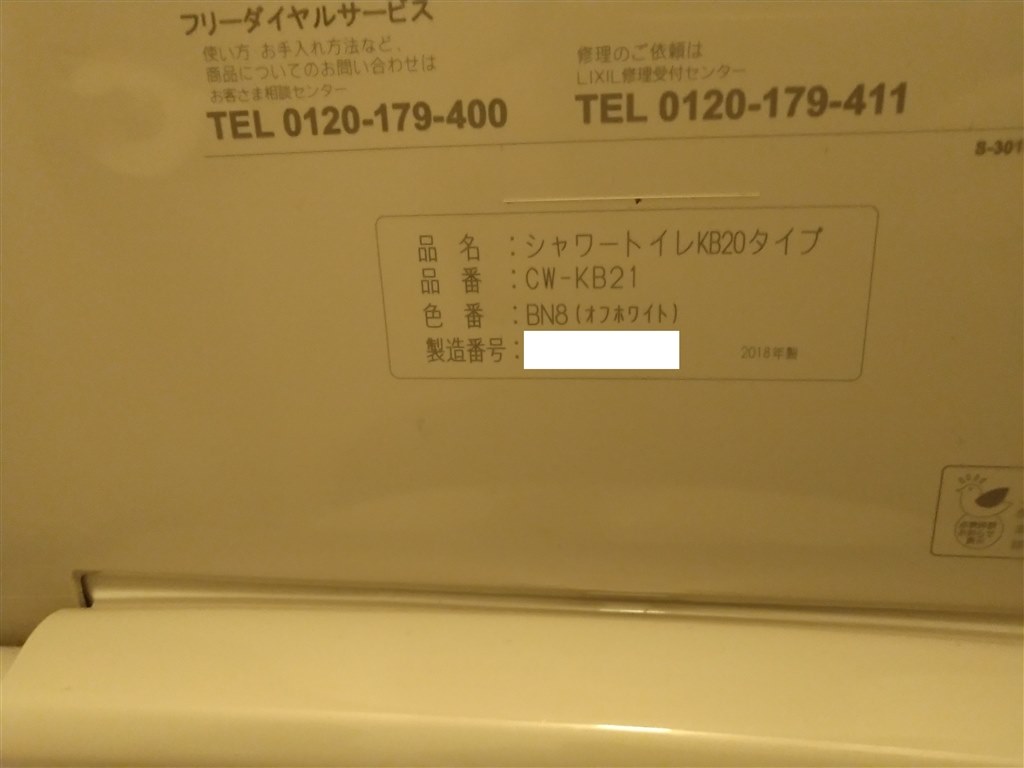 フリーダイヤルサービス
使い方・お手入れ方法など、
商品についてのお問い合わせは
お客さま相談センター
TEL 0120-179-400
修理のご依頼は
LIXIL修理受付センター
TEL 0120-179-411
S-301
品 名 :シャワートイレKB20タイプ
品 番 :CW-KB21
色 番 :BN8(オフホワイト)
製造番号:
2018年製